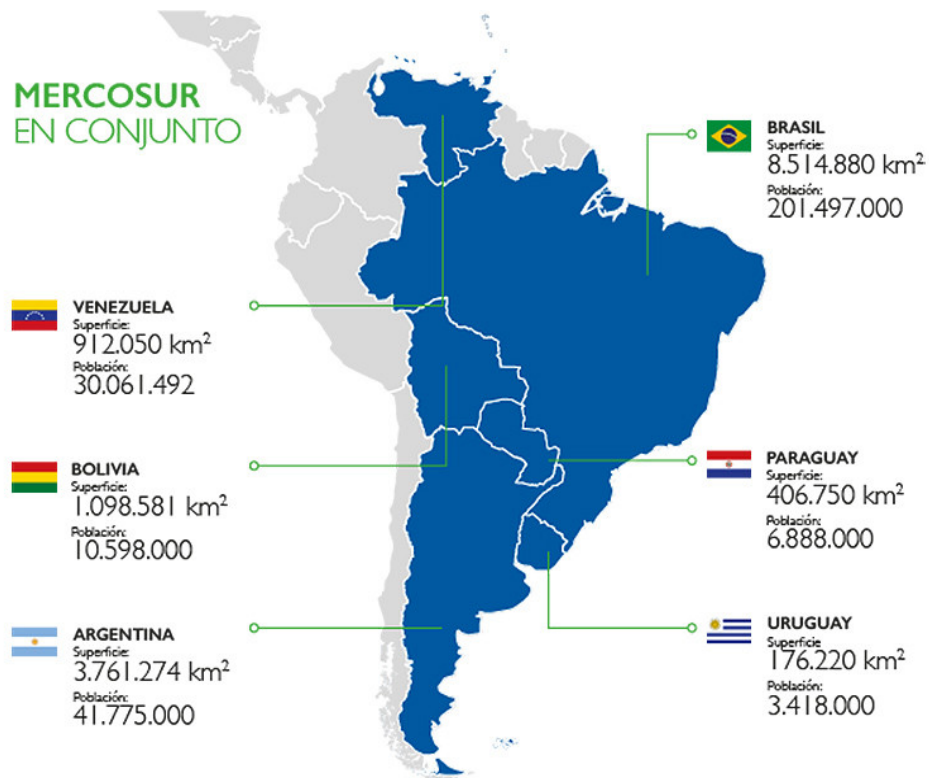 MERCOSUR
EN CONJUNTO
VENEZUELA
Superficie:
912.050 km²
Población:
30.061.492
BOLIVIA
Superficie:
1.098.581 km²
Población:
10.598.000
ARGENTINA
Superficie:
3.761.274 km²
Población:
41.775.000
BRASIL
Superficie:
8.514.880 km²
Población:
201.497.000
PARAGUAY
Superficie:
406.750 km²
Población:
6.888.000
URUGUAY
Superficie
176.220 km²
Población:
3.418.000